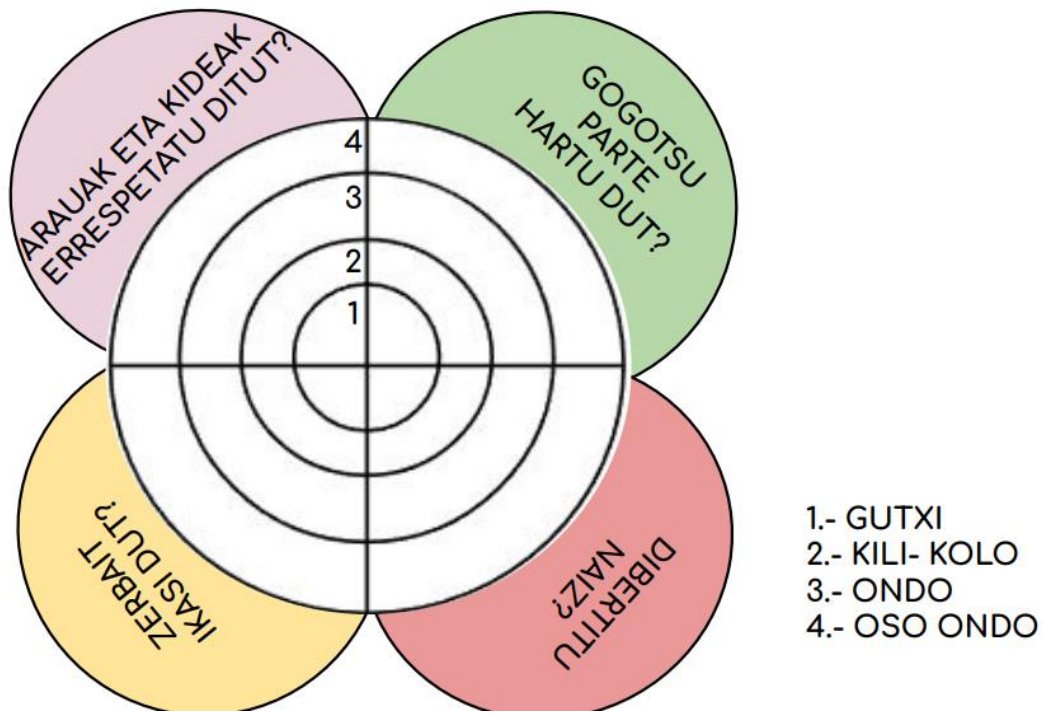 ARAUAK ETA KIDEAK
ERRESPETATU DITUT?
GOGOTSU
PARTE
HARTU DUT?
4
3
2
1
ZERBAIT
IKASI DUT?
DIBERTITU
NAIZ?
1.- GUTXI
2.- KILI- KOLO
3.- ONDO
4.- OSO ONDO